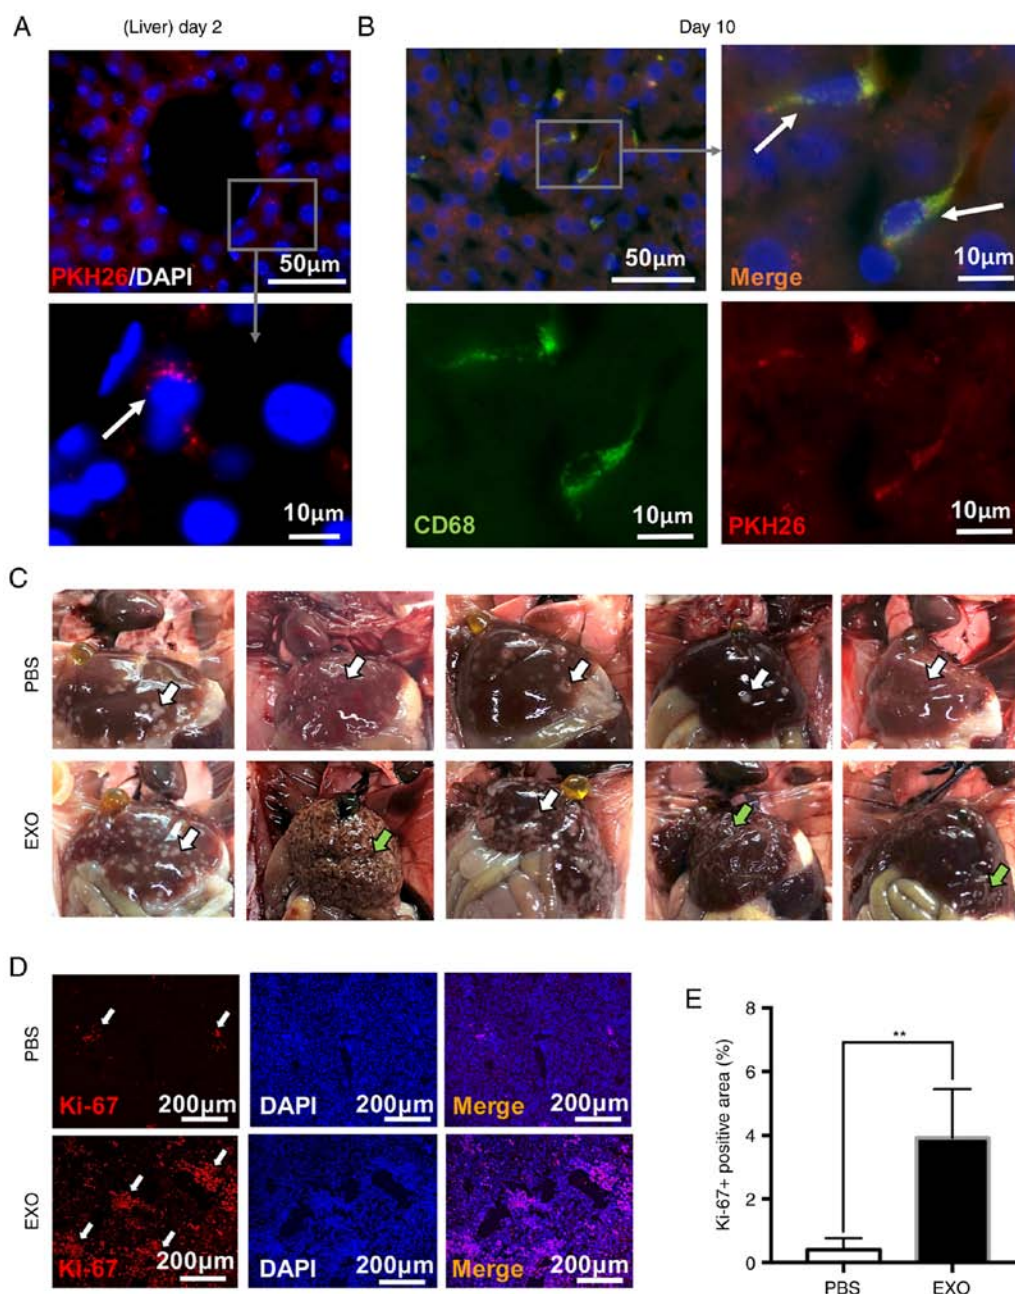 A
(Liver) day 2
PKH26/DAPI
50μm
10μm
B
Day 10
50μm
Merge
10μm
CD68
10μm
PKH26
10μm
C
PBS
EXO
D
PBS
Ki-67
200μm
DAPI
200μm
Merge
200μm
EXO
Ki-67
200μm
DAPI
200μm
Merge
200μm
E
Ki-67+ positive area (%)
8
6
4
2
0
**
PBS
EXO